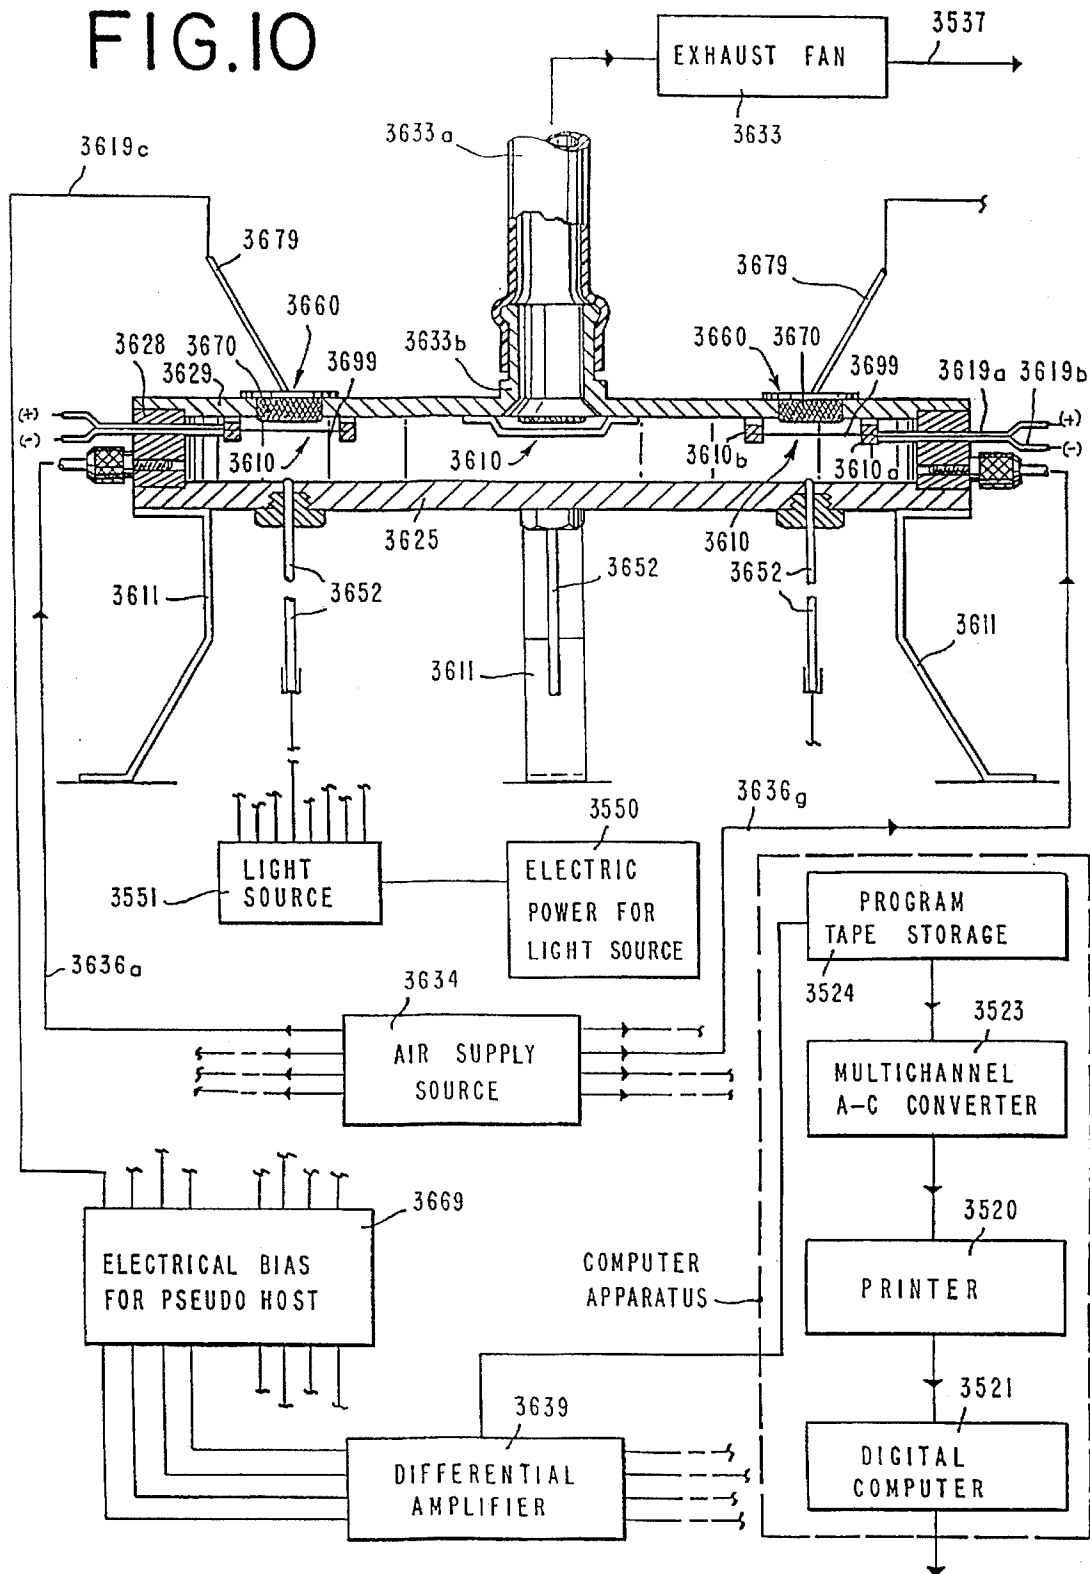 FIG.10
3537
EXHAUST FAN
3633
3633a
3619c
3679
3679
3660
3670
3628
3629
3699
3633b
3660
3670
3699
3619a
3619b
(+)
(-)
(+)
(-)
3610
3610
3610b
3610a
3610
3625
3652
3652
3652
3611
3611
3611
3636g
3550
3551
LIGHT
SOURCE
ELECTRIC
POWER FOR
LIGHT SOURCE
PROGRAM
TAPE STORAGE
3524
3636a
3634
AIR SUPPLY
SOURCE
3523
MULTICHANNEL
A-C CONVERTER
3669
ELECTRICAL BIAS
FOR PSEUDO HOST
COMPUTER
APPARATUS
3520
PRINTER
3639
DIFFERENTIAL
AMPLIFIER
3521
DIGITAL
COMPUTER